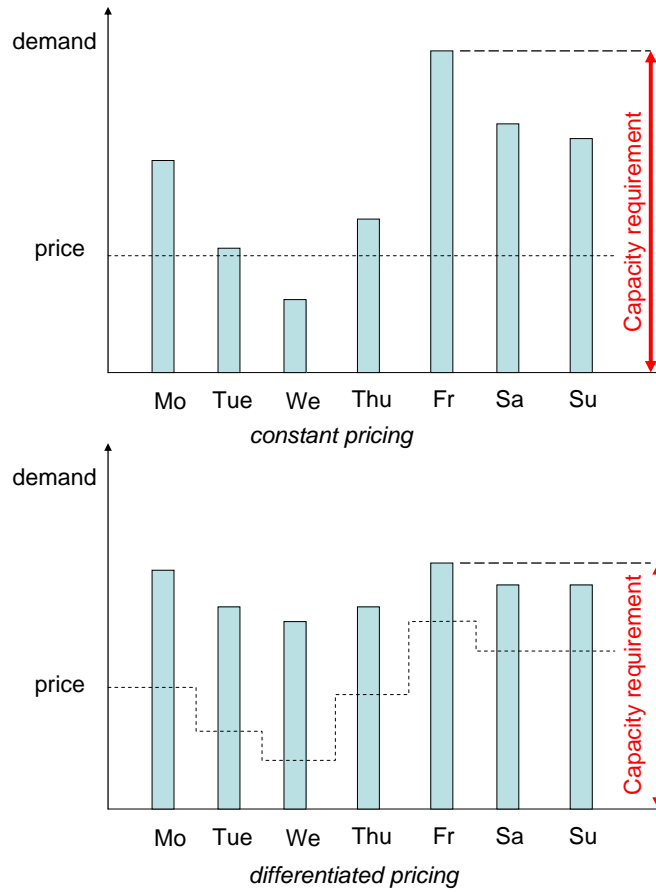 demand
price
Capacity requirement
Mo Tue We Thu Fr Sa Su
constant pricing
demand
price
Capacity requirement
Mo Tue We Thu Fr Sa Su
differentiated pricing